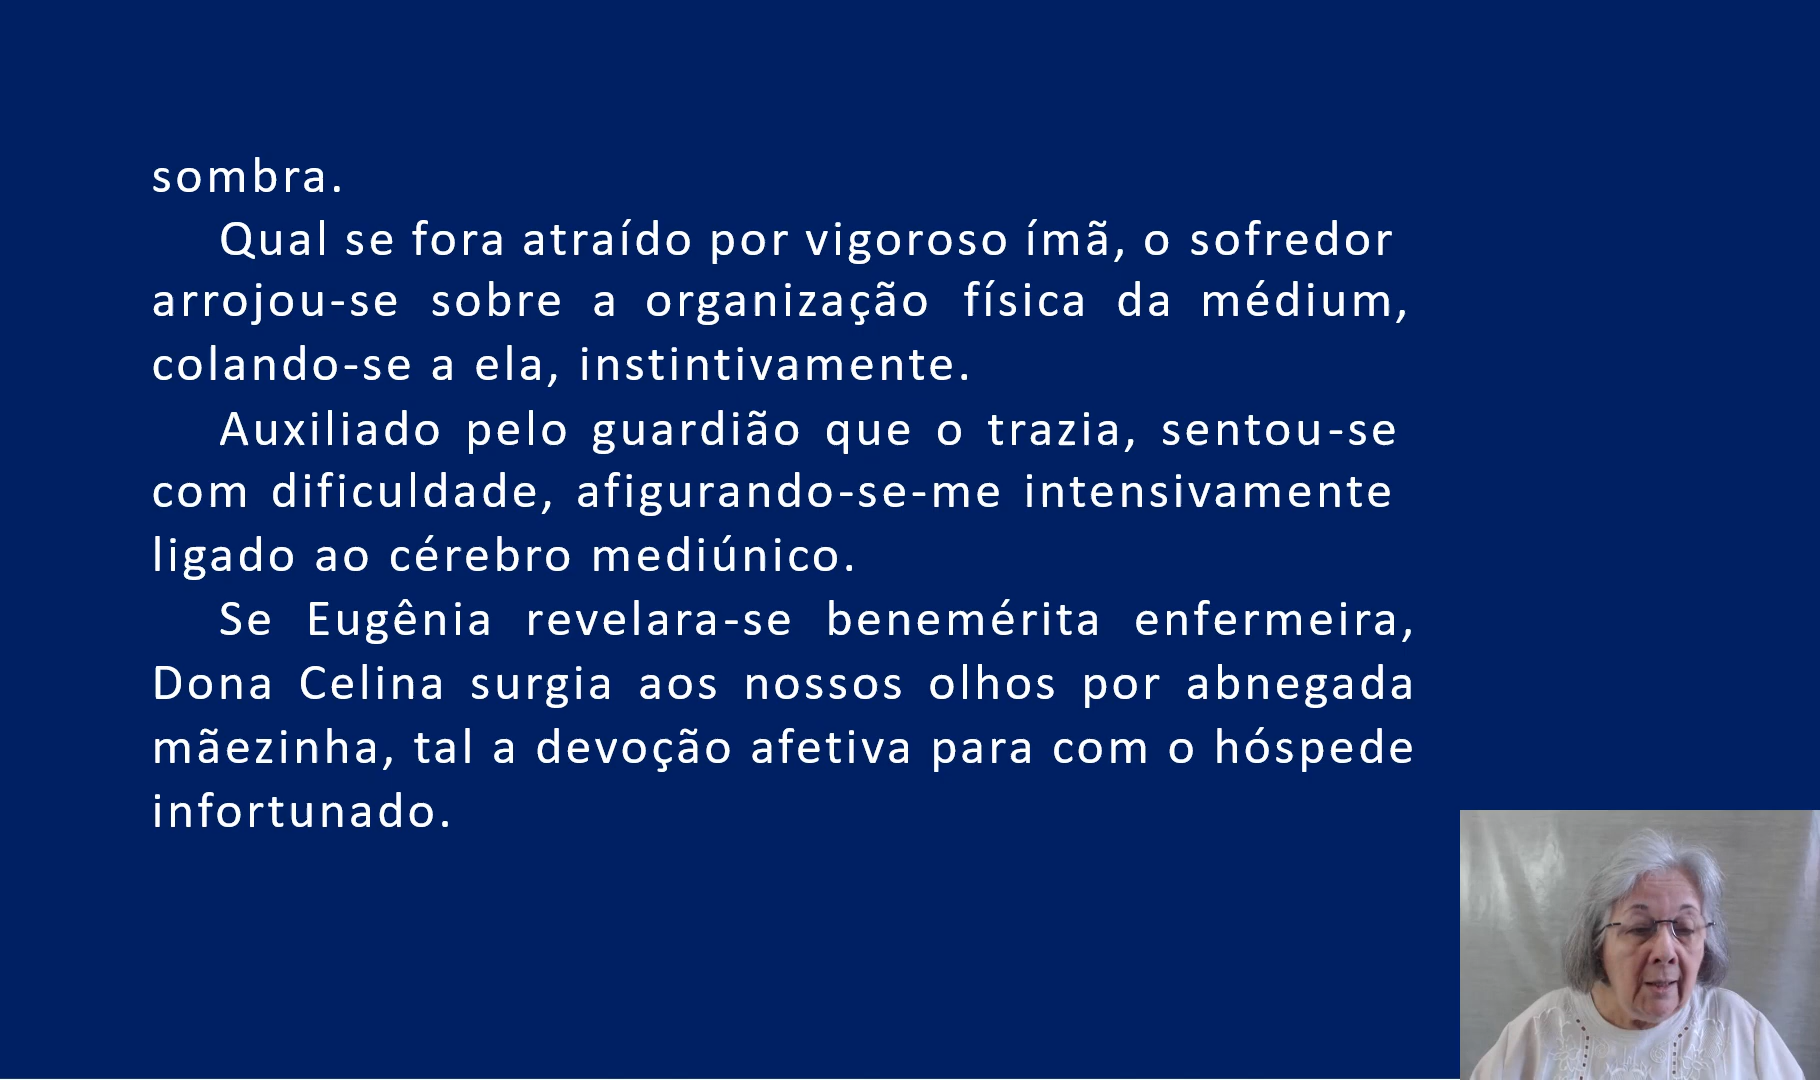 sombra.
Qual se fora atraído por vigoroso ímã, o sofredor
arrojou-se sobre a organização física da médium,
colando-se a ela, instintivamente.
Auxiliado pelo guardião que o trazia, sentou-se
com dificuldade, afigurando-se-me intensivamente
ligado ao cérebro mediúnico.
Se Eugênia revelara-se benemérita enfermeira,
Dona Celina surgia aos nossos olhos por abnegada
mãezinha, tal a devoção afetiva para com o hóspede
infortunado.